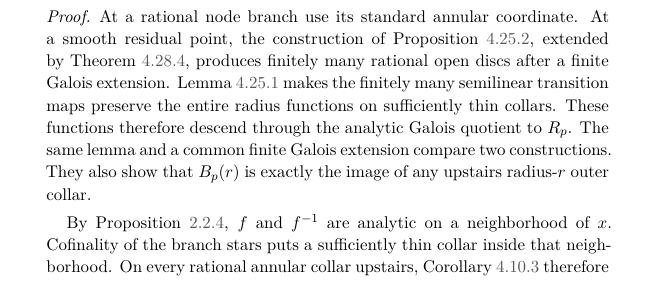 Proof. At a rational node branch use its standard annular coordinate. At
a smooth residual point, the construction of Proposition 4.25.2, extended
by Theorem 4.28.4, produces finitely many rational open discs after a finite
Galois extension. Lemma 4.25.1 makes the finitely many semilinear transition
maps preserve the entire radius functions on sufficiently thin collars. These
functions therefore descend through the analytic Galois quotient to Rₚ. The
same lemma and a common finite Galois extension compare two constructions.
They also show that Bₚ(r) is exactly the image of any upstairs radius-r outer
collar.
By Proposition 2.2.4, f and f⁻¹ are analytic on a neighborhood of x.
Cofinality of the branch stars puts a sufficiently thin collar inside that neigh-
borhood. On every rational annular collar upstairs, Corollary 4.10.3 therefore